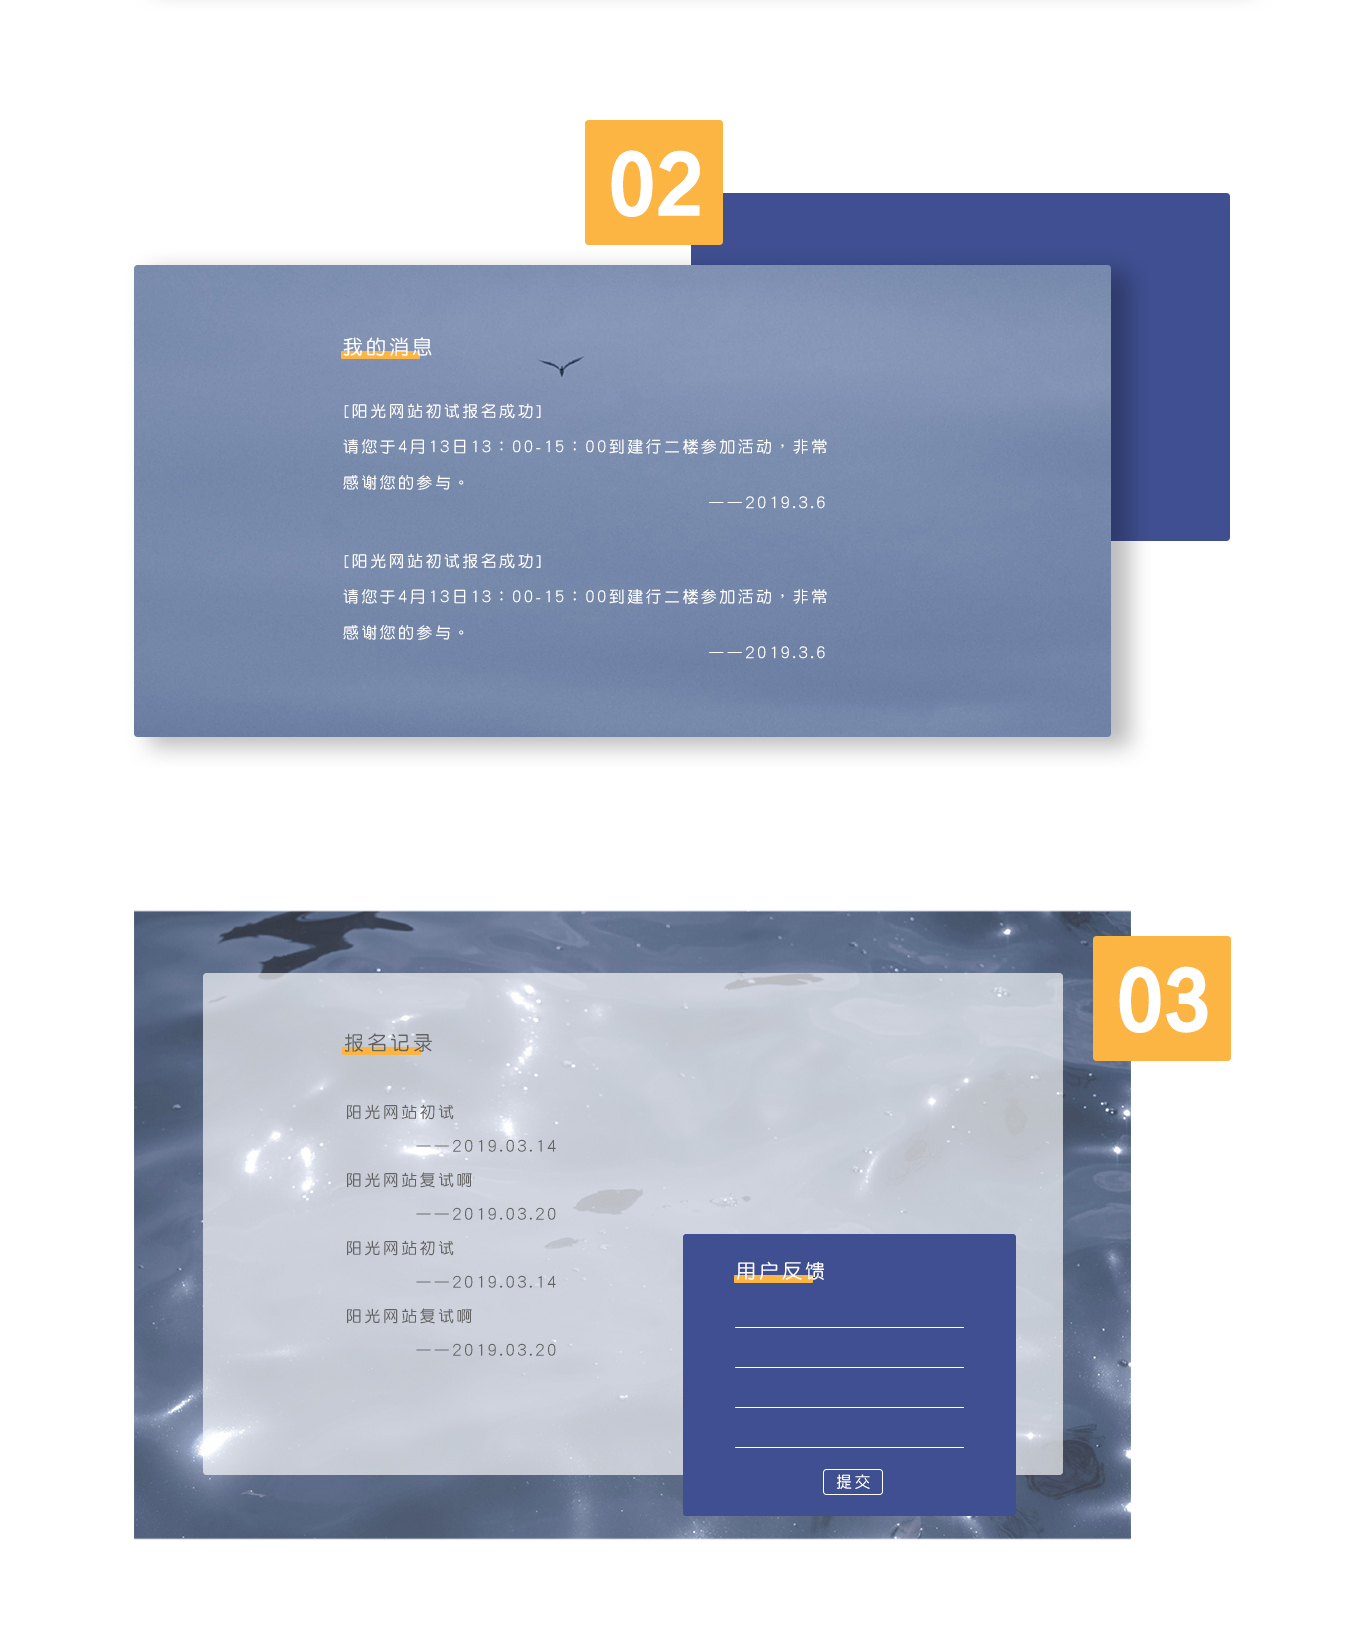 02
我的消息
[阳光网站初试报名成功]
请您于4月13日13：00-15：00到建行二楼参加活动，非常
感谢您的参与。
——2019.3.6
[阳光网站初试报名成功]
请您于4月13日13：00-15：00到建行二楼参加活动，非常
感谢您的参与。
——2019.3.6
03
报名记录
阳光网站初试
——2019.03.14
阳光网站复试啊
——2019.03.20
阳光网站初试
——2019.03.14
阳光网站复试啊
——2019.03.20
用户反馈
提交